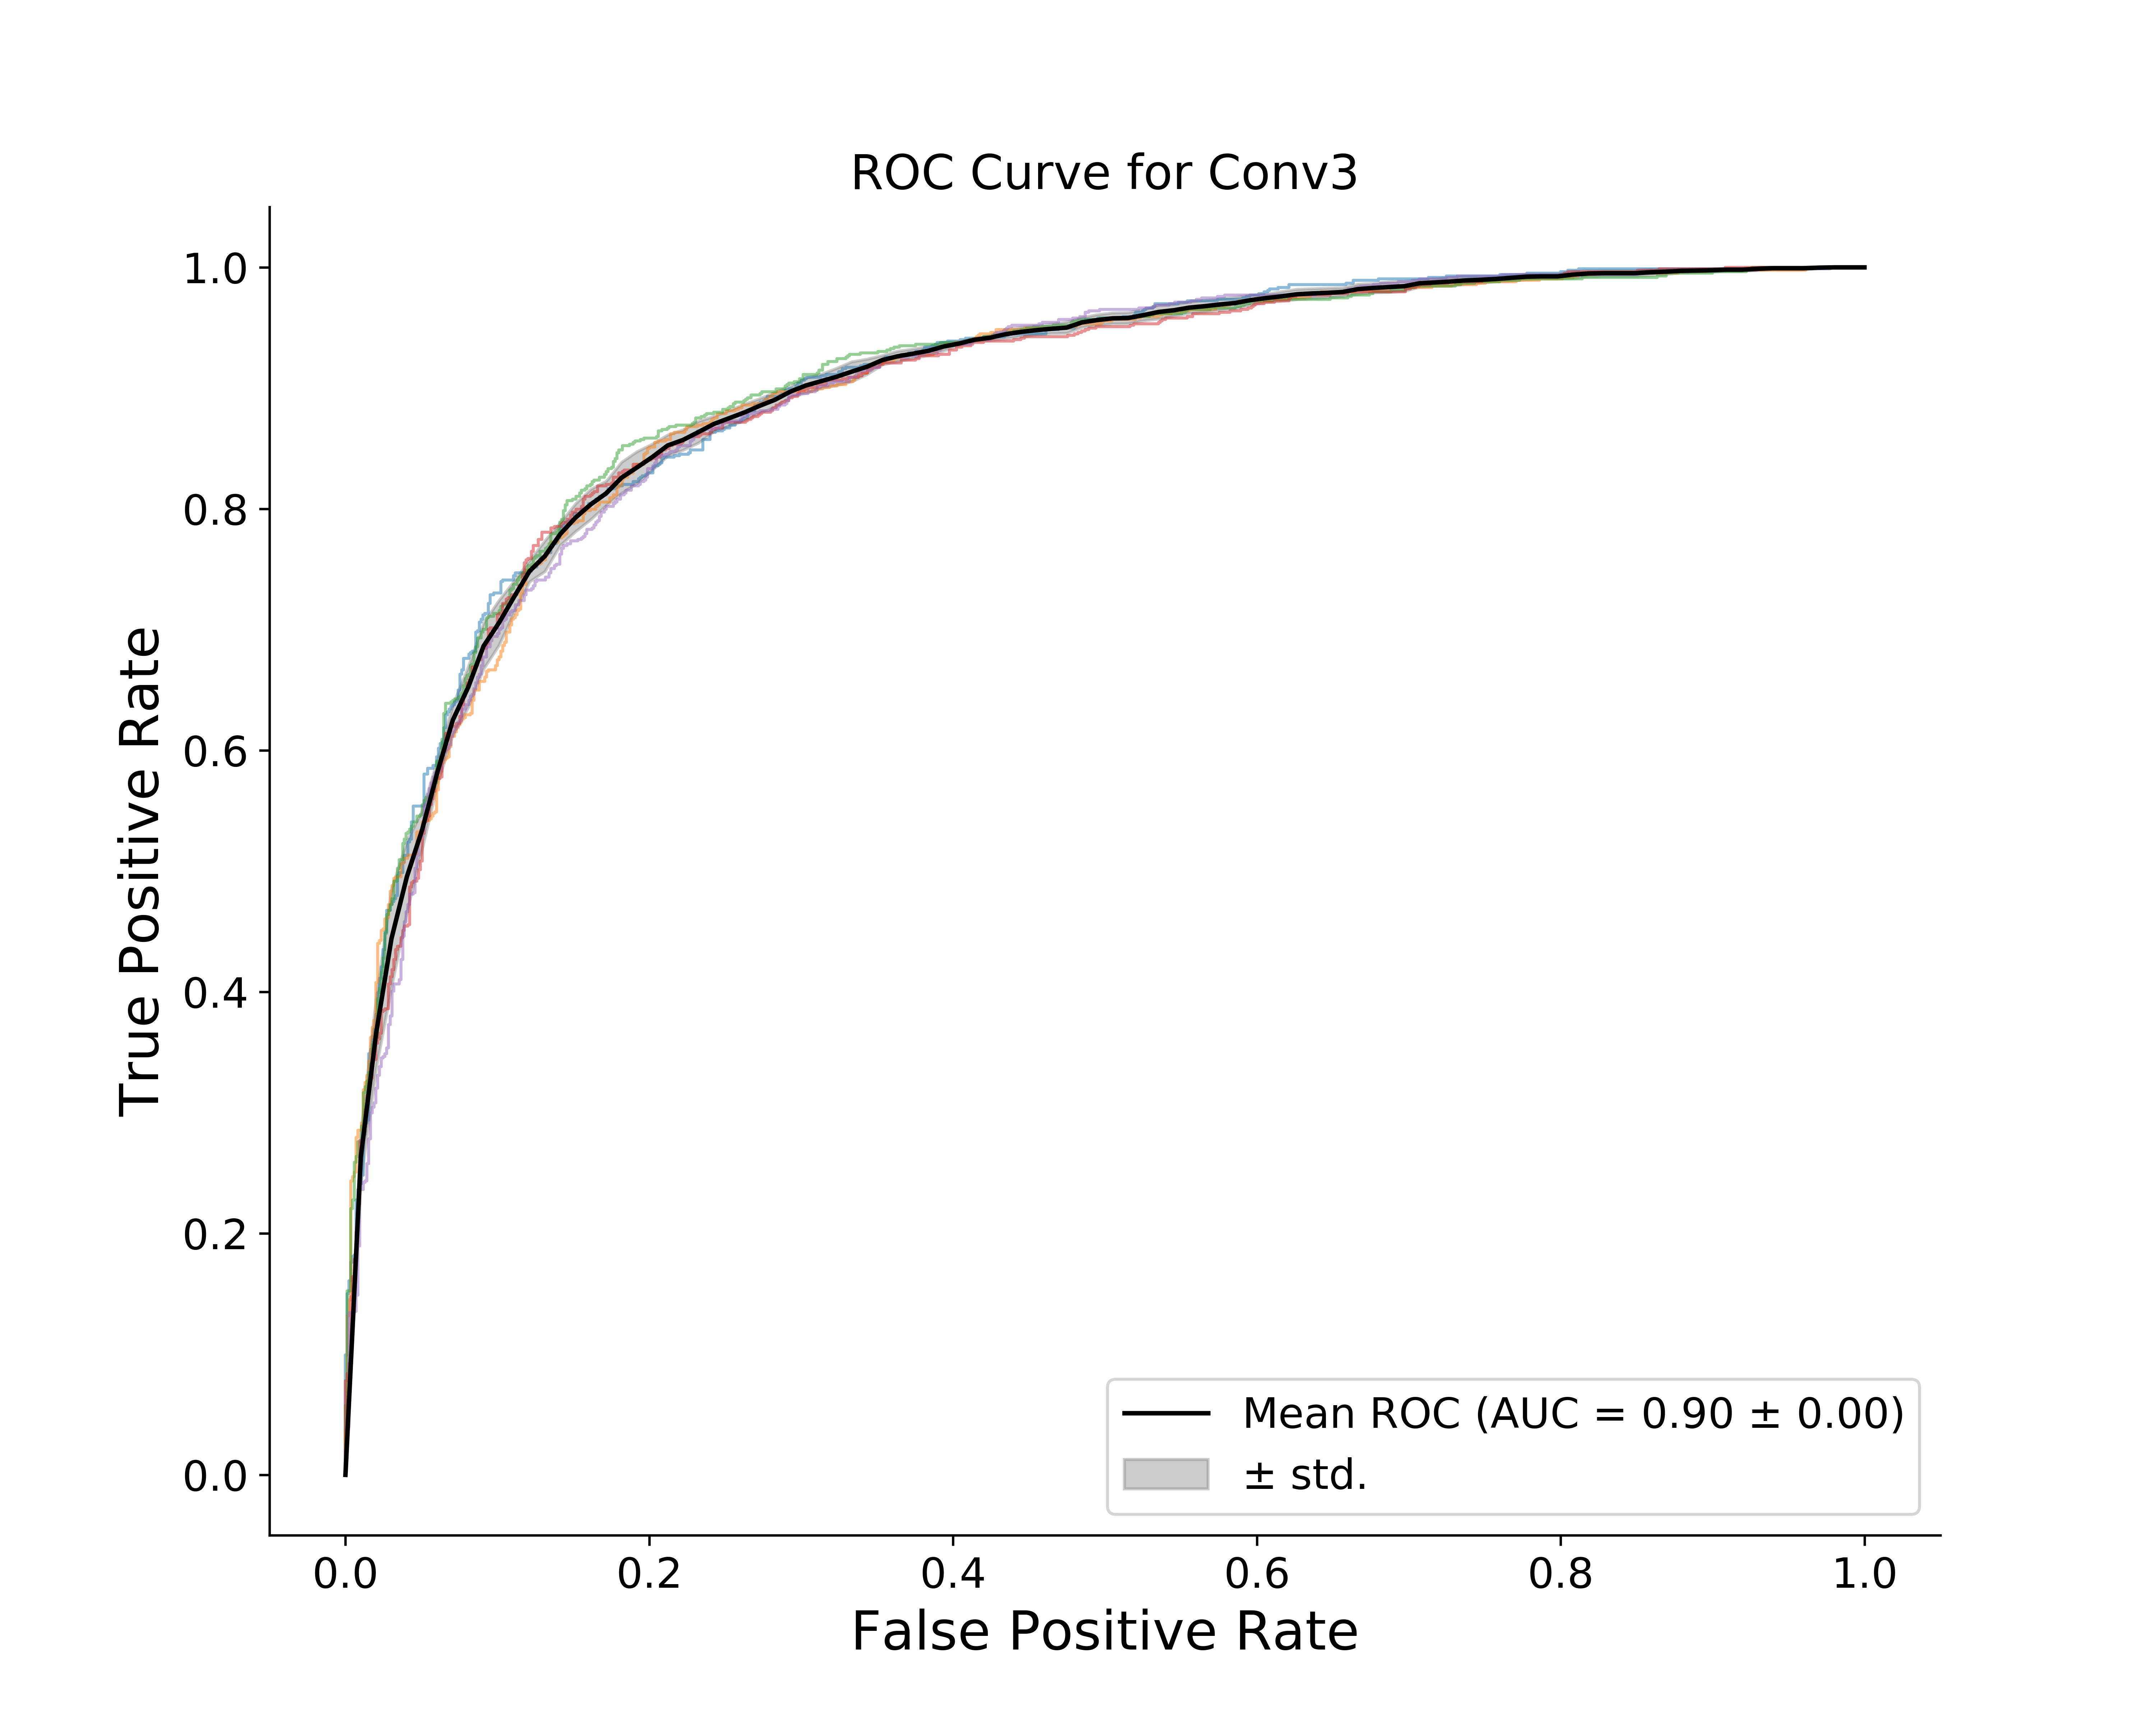 ROC Curve for Conv3
True Positive Rate
1.0
0.8
0.6
0.4
0.2
0.0
Mean ROC (AUC = 0.90 ± 0.00)
± std.
0.0 0.2 0.4 0.6 0.8 1.0
False Positive Rate